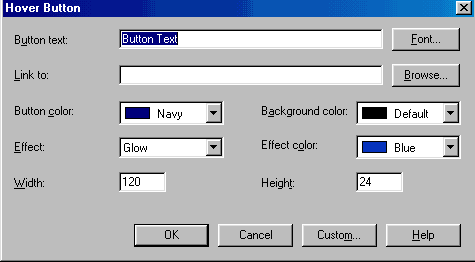 Hover Button
Button text: Button Text Font...
Link to: Browse...
Button color: Navy Background color: Default
Effect: Glow Effect color: Blue
Width: 120 Height: 24
OK Cancel Custom... Help